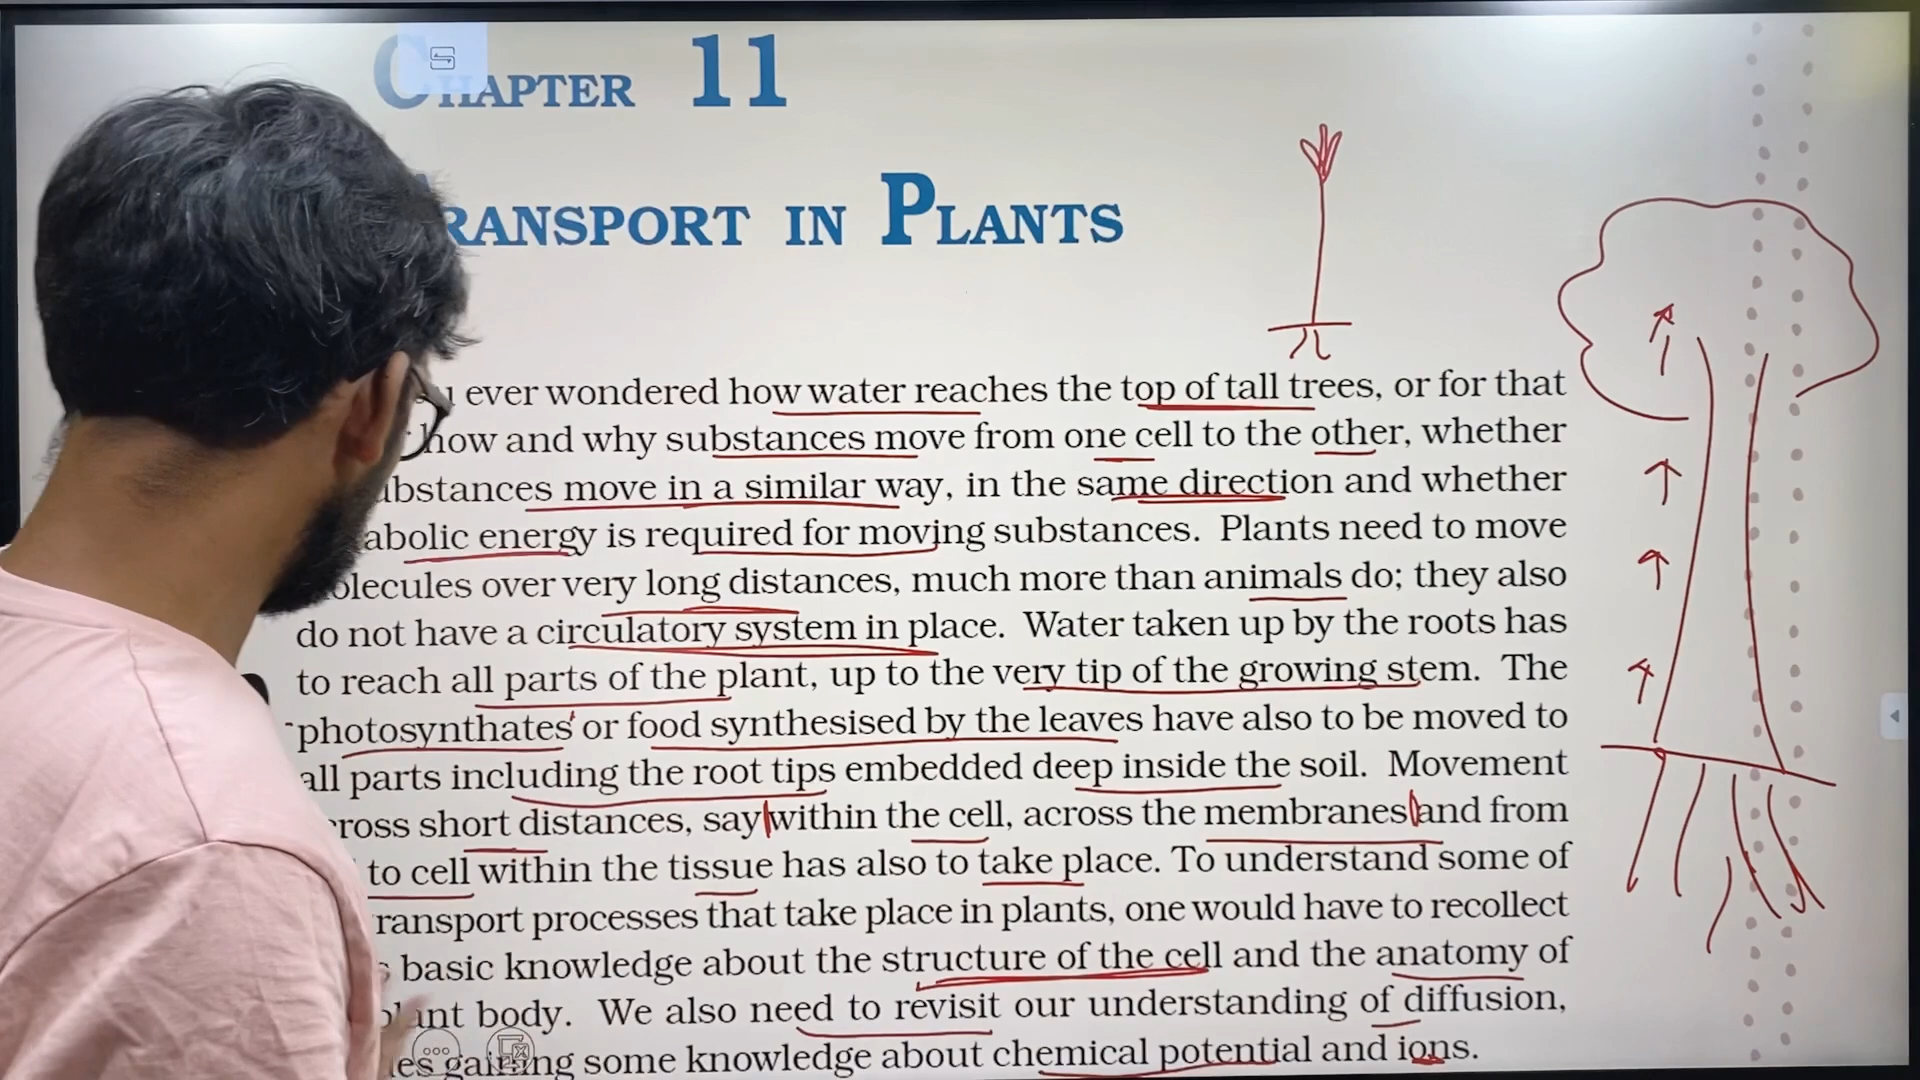 CHAPTER 11
TRANSPORT IN PLANTS
ever wondered how water reaches the top of tall trees, or for that
how and why substances move from one cell to the other, whether
substances move in a similar way, in the same direction and whether
abolic energy is required for moving substances. Plants need to move
molecules over very long distances, much more than animals do; they also
do not have a circulatory system in place. Water taken up by the roots has
to reach all parts of the plant, up to the very tip of the growing stem. The
photosynthates or food synthesised by the leaves have also to be moved to
all parts including the root tips embedded deep inside the soil. Movement
across short distances, say within the cell, across the membranes and from
to cell within the tissue has also to take place. To understand some of
transport processes that take place in plants, one would have to recollect
basic knowledge about the structure of the cell and the anatomy of
plant body. We also need to revisit our understanding of diffusion,
gaining some knowledge about chemical potential and ions.